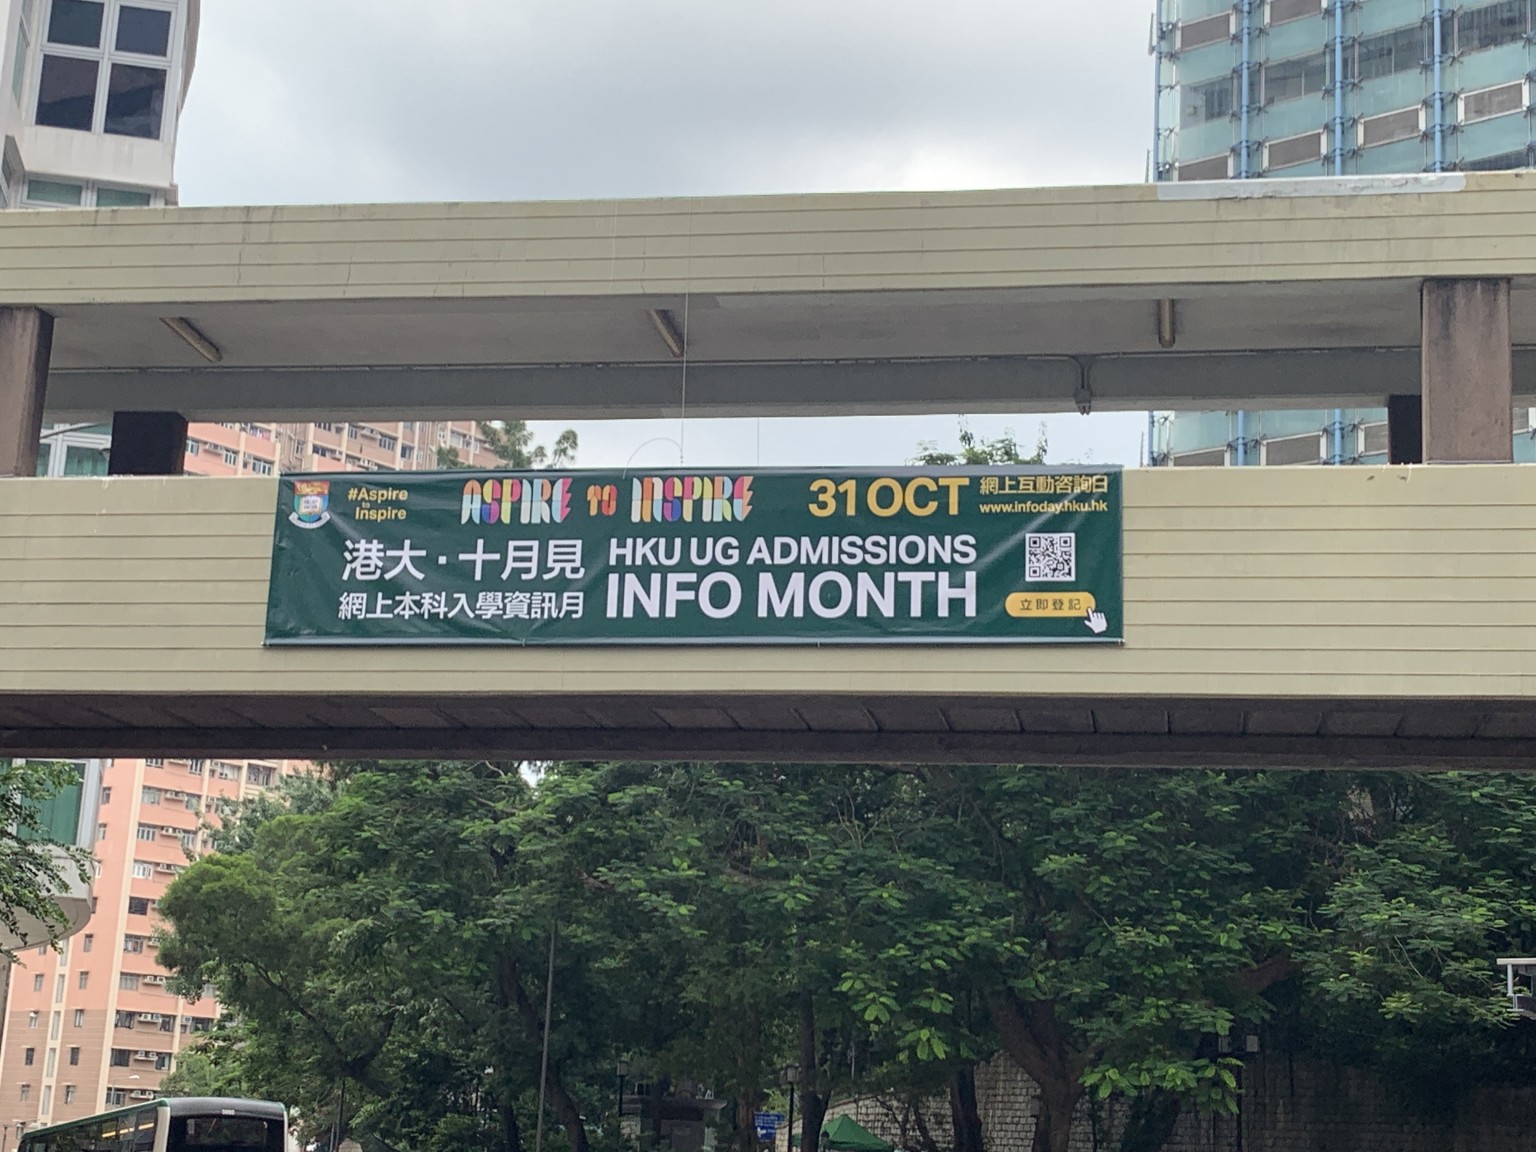 #Aspire
to
Inspire
ASPIRE TO INSPIRE
31 OCT
網上互動咨詢日
www.infoday.hku.hk
港大·十月見
網上本科入學資訊月
HKU UG ADMISSIONS
INFO MONTH
立即登記